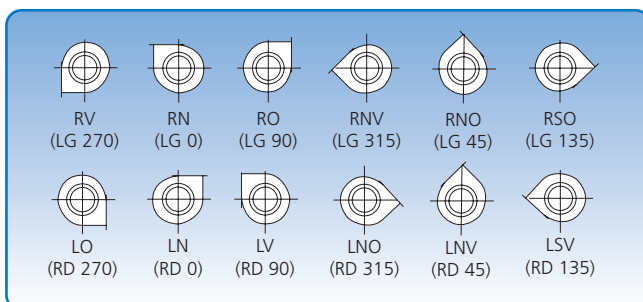 RV RN RO RNV RNO RSO
(LG 270) (LG 0) (LG 90) (LG 315) (LG 45) (LG 135)
LO LN LV LNO LNV LSV
(RD 270) (RD 0) (RD 90) (RD 315) (RD 45) (RD 135)